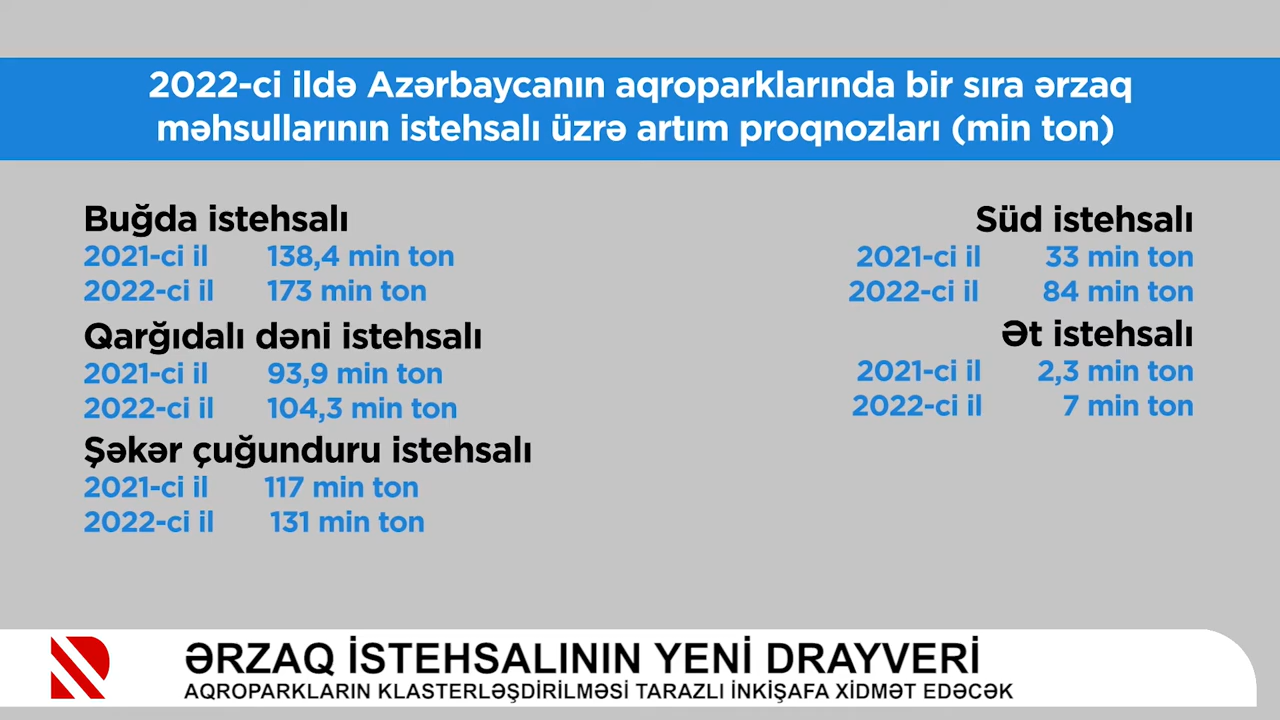 2022-ci ildə Azərbaycanın aqroparklarında bir sıra ərzaq
məhsullarının istehsalı üzrə artım proqnozları (min ton)
Buğda istehsalı
2021-ci il 138,4 min ton
2022-ci il 173 min ton
Qarğıdalı dəni istehsalı
2021-ci il 93,9 min ton
2022-ci il 104,3 min ton
Şəkər çuğunduru istehsalı
2021-ci il 117 min ton
2022-ci il 131 min ton
Süd istehsalı
2021-ci il 33 min ton
2022-ci il 84 min ton
Ət istehsalı
2021-ci il 2,3 min ton
2022-ci il 7 min ton
ƏRZAQ İSTEHSALININ YENİ DRAYVERİ
AQROPARKLARIN KLASTERLƏŞDİRİLMƏSİ TARAZLI İNKİŞAFA XİDMƏT EDƏCƏK